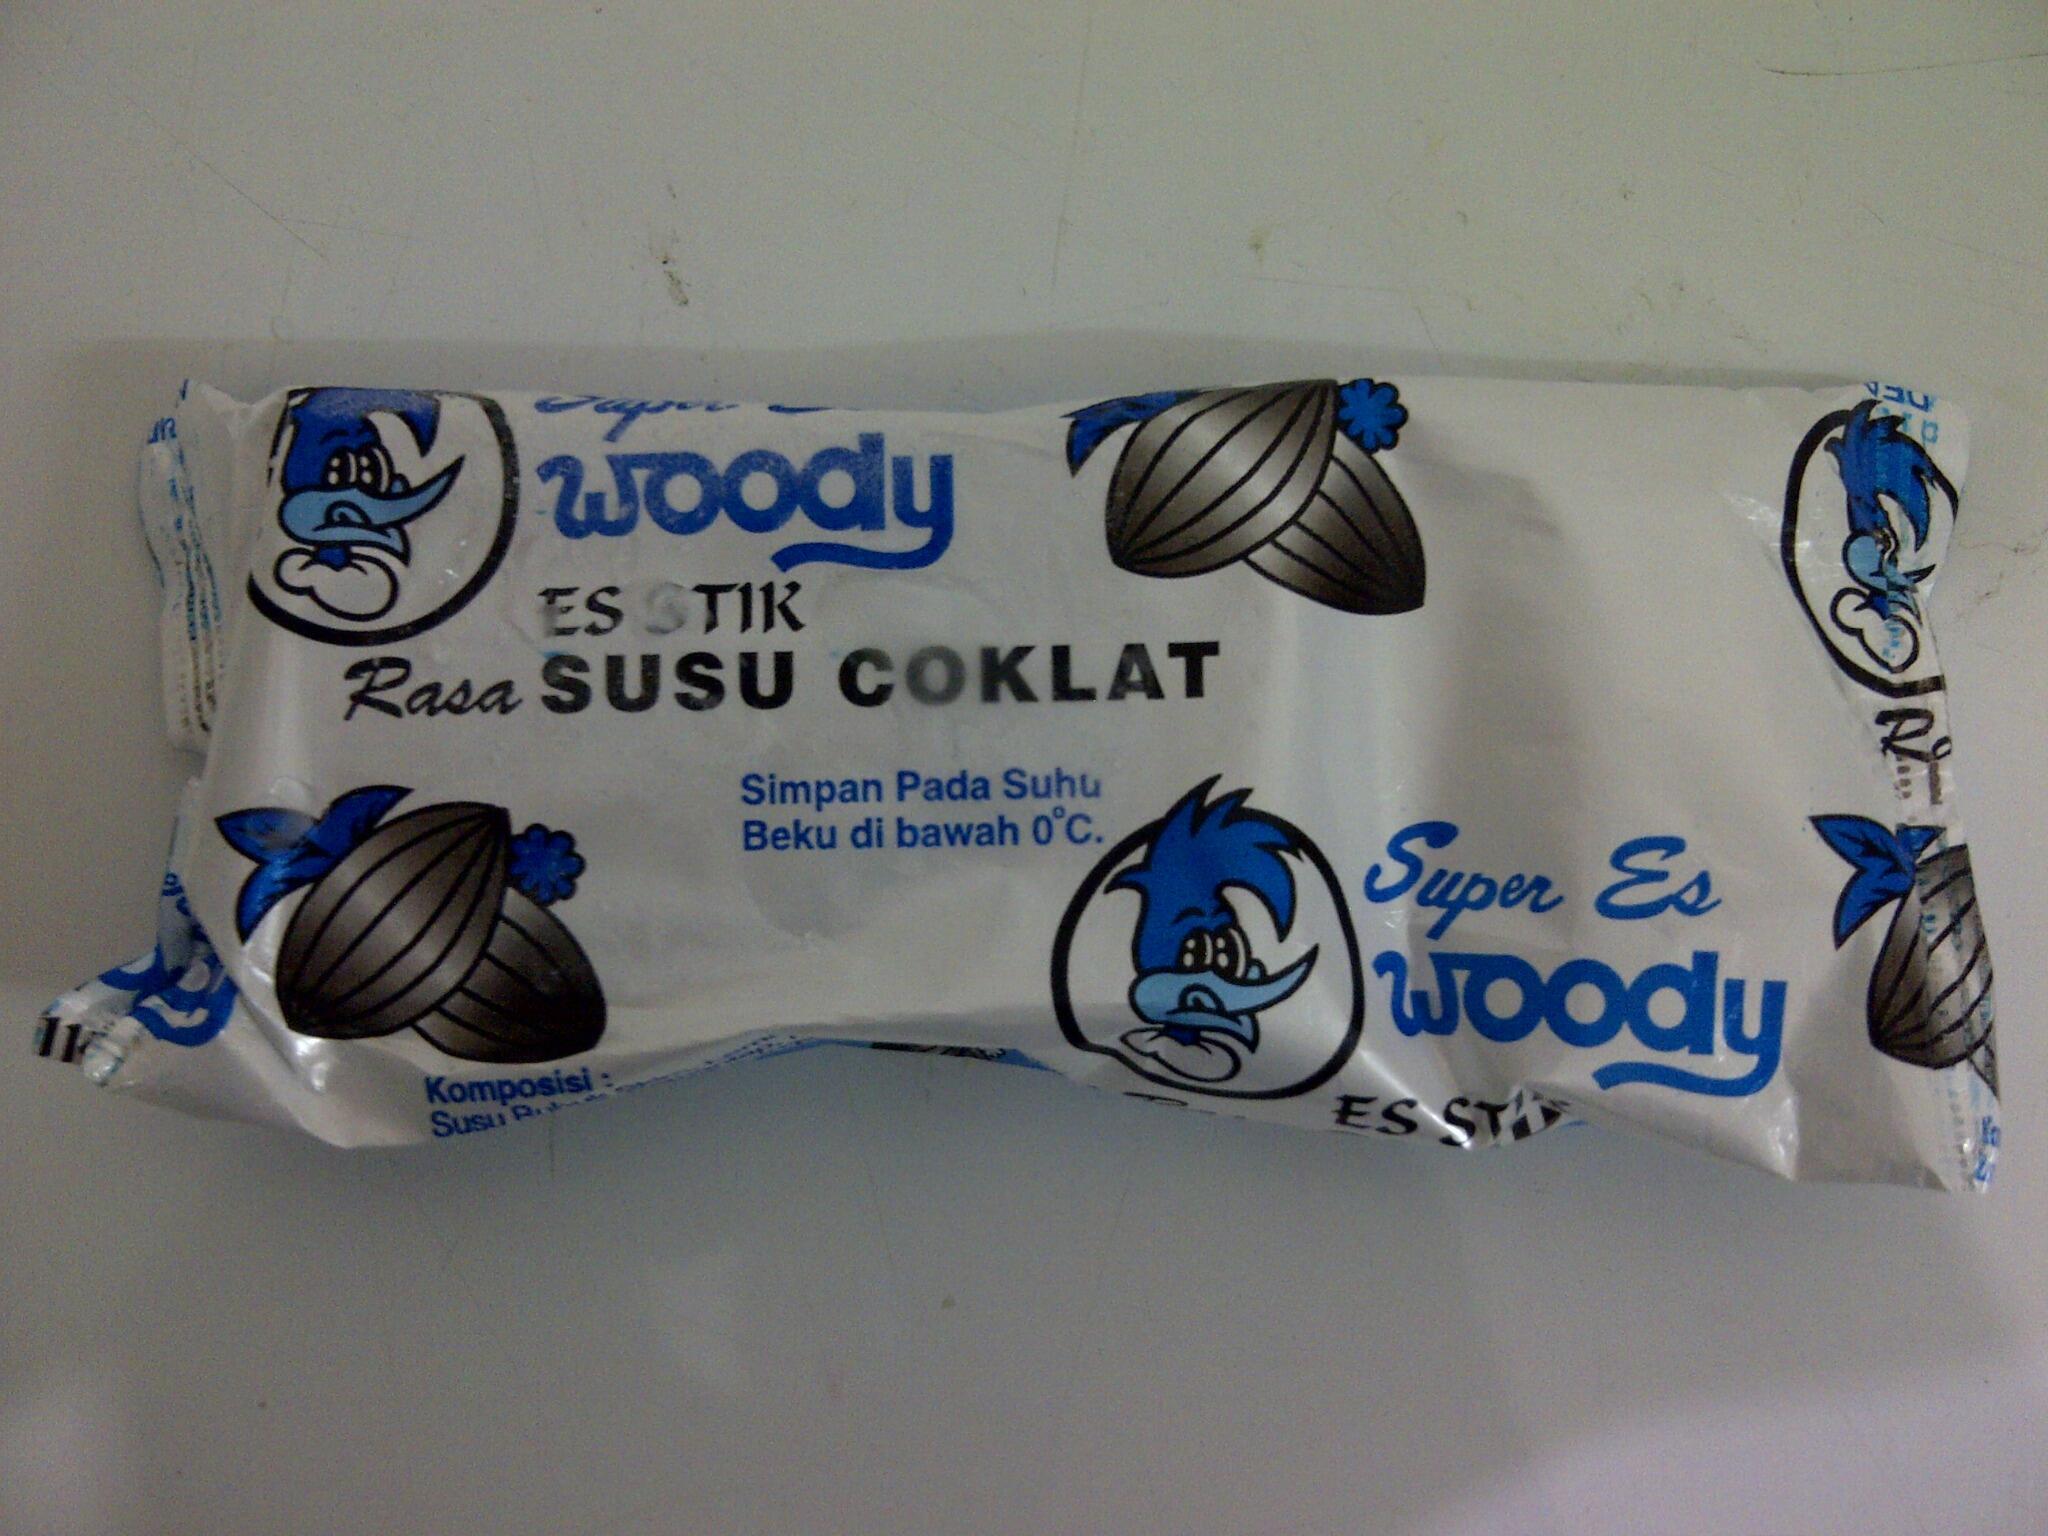 woody
ES STIK
Rasa SUSU COKLAT
Simpan Pada Suhu
Beku di bawah 0°C.
Super Es
woody
ES STIK
Komposisi :
Susu